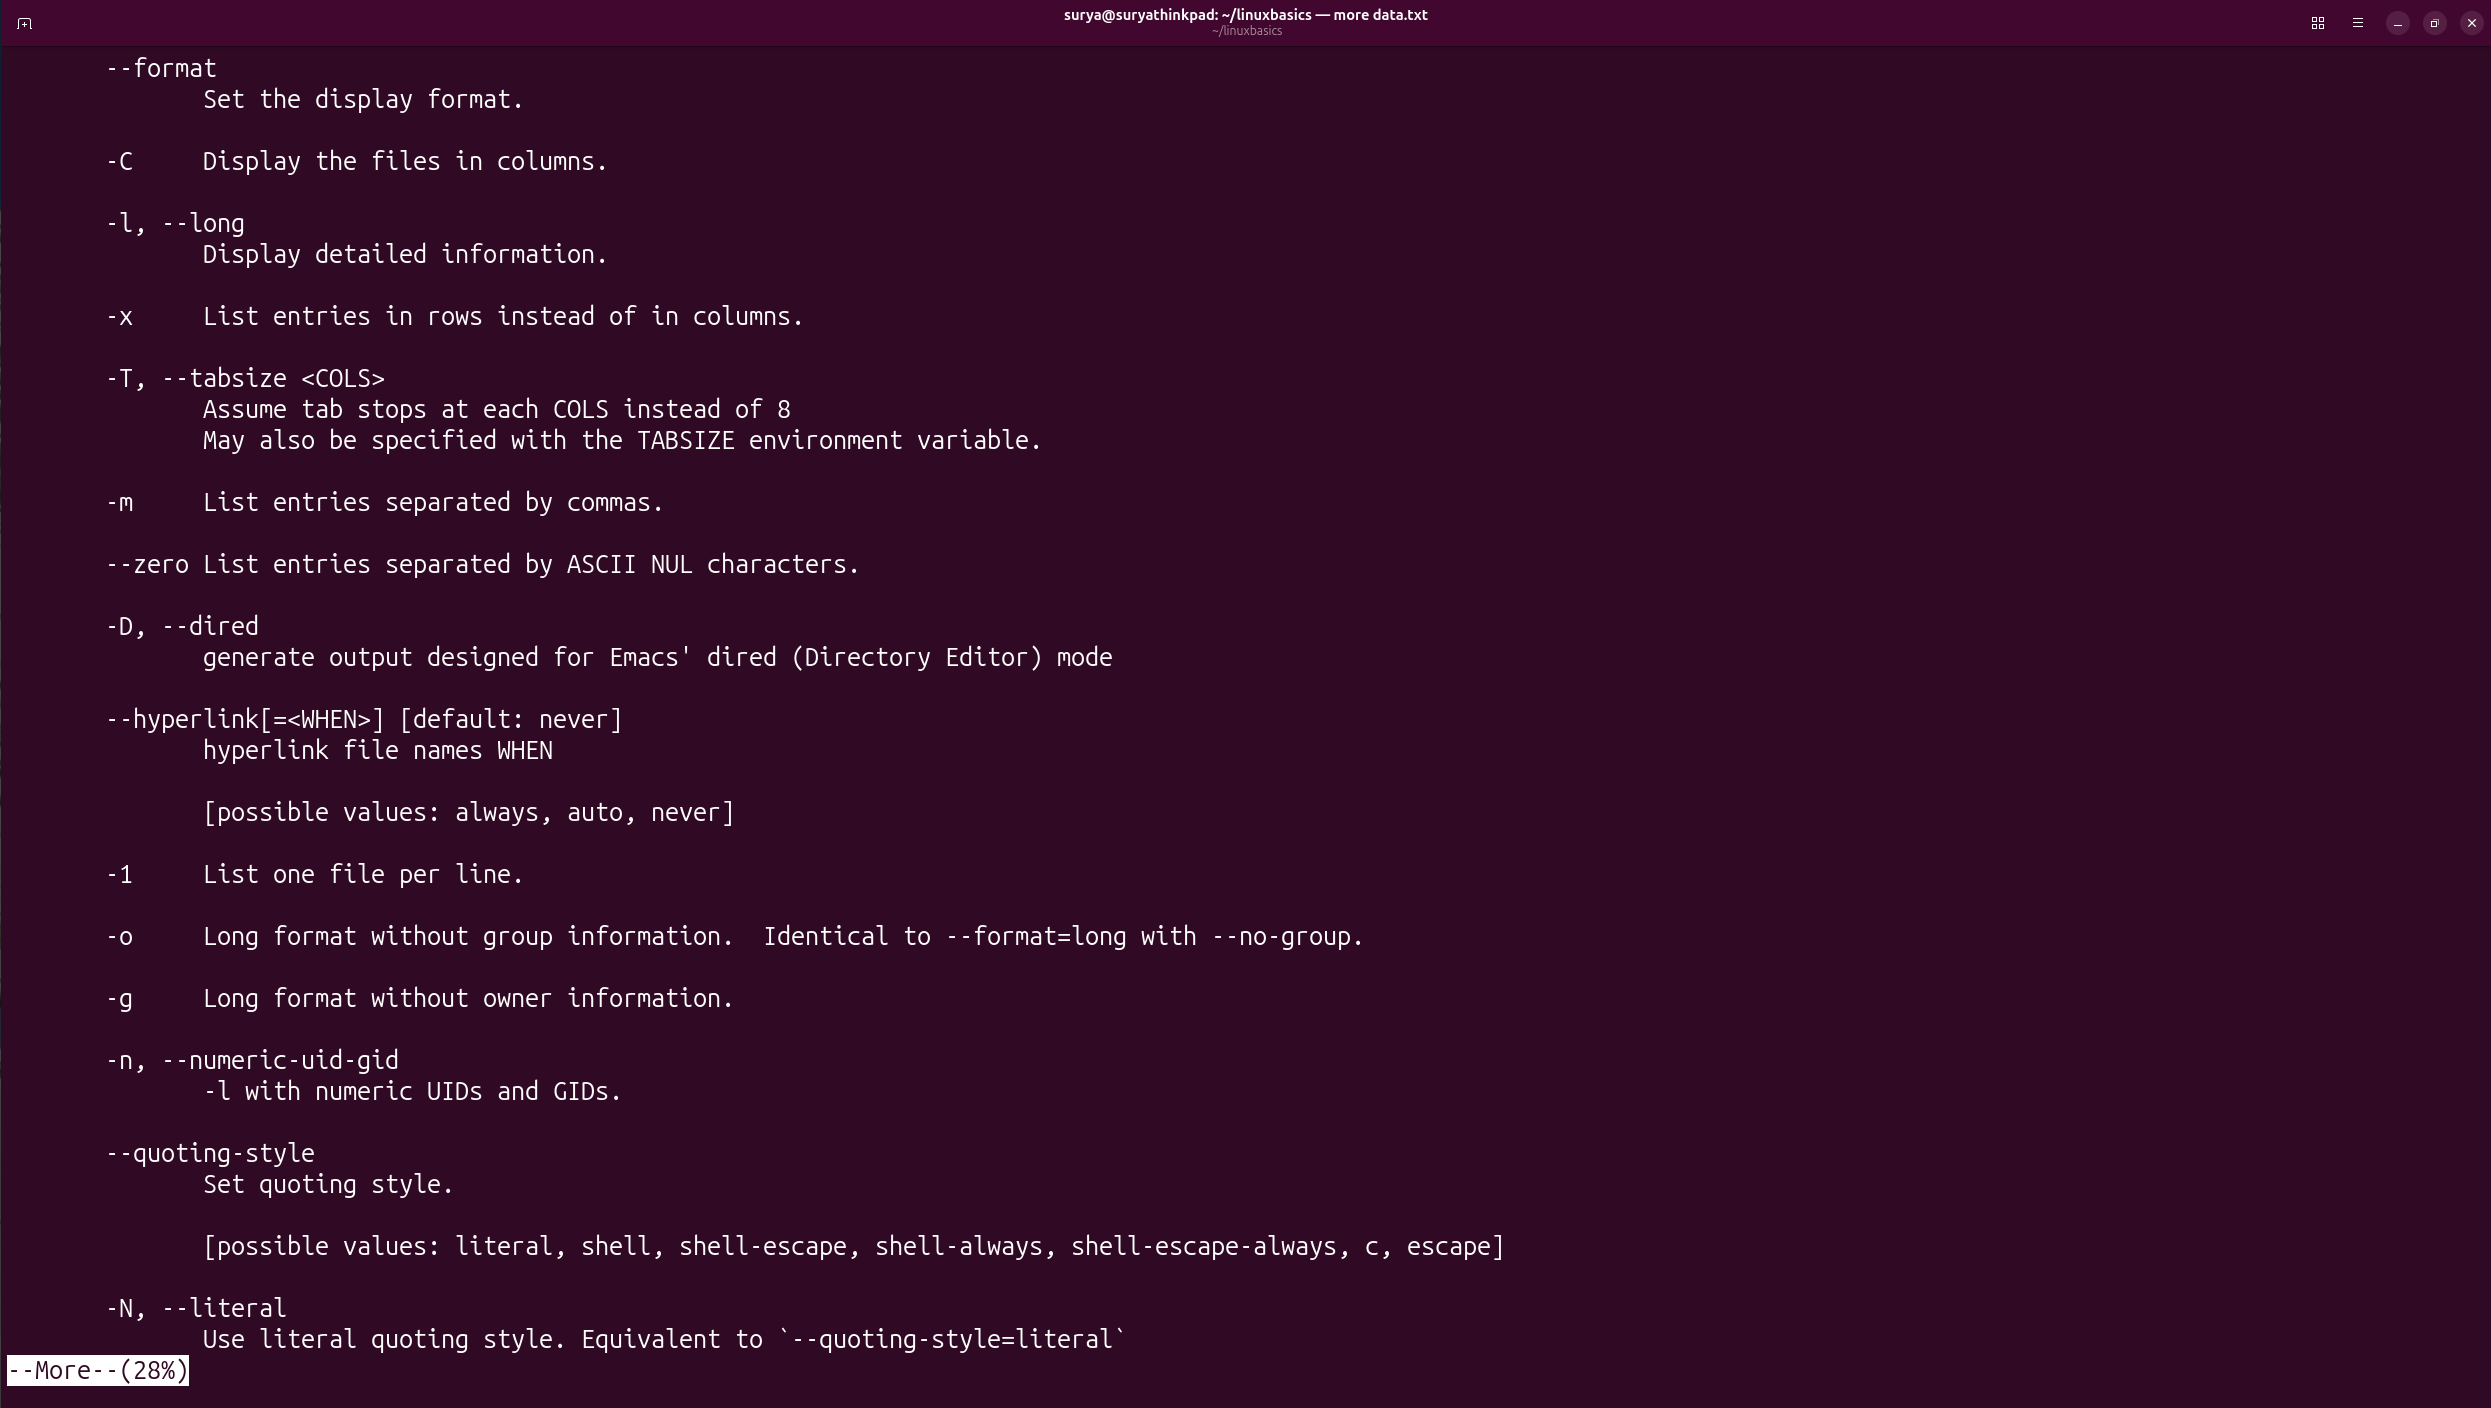 surya@suryathinkpad: ~/linuxbasics — more data.txt
~/linuxbasics
--format
Set the display format.
-C     Display the files in columns.
-l, --long
Display detailed information.
-x     List entries in rows instead of in columns.
-T, --tabsize <COLS>
Assume tab stops at each COLS instead of 8
May also be specified with the TABSIZE environment variable.
-m     List entries separated by commas.
--zero List entries separated by ASCII NUL characters.
-D, --dired
generate output designed for Emacs' dired (Directory Editor) mode
--hyperlink[=<WHEN>] [default: never]
hyperlink file names WHEN
[possible values: always, auto, never]
-1     List one file per line.
-o     Long format without group information.  Identical to --format=long with --no-group.
-g     Long format without owner information.
-n, --numeric-uid-gid
-l with numeric UIDs and GIDs.
--quoting-style
Set quoting style.
[possible values: literal, shell, shell-escape, shell-always, shell-escape-always, c, escape]
-N, --literal
Use literal quoting style. Equivalent to `--quoting-style=literal`
--More--(28%)